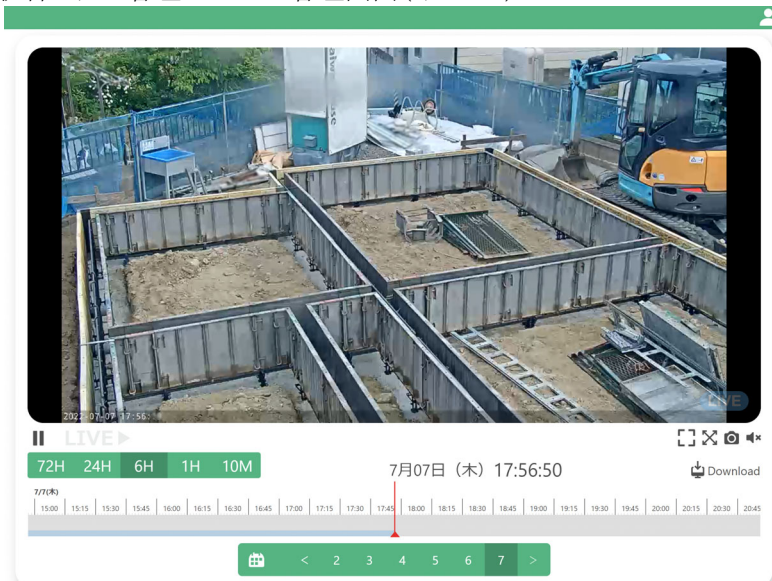 2022-07-07 17:56:
LIVE
LIVE
72H 24H 6H 1H 10M
7月07日（木）17:56:50
Download
7/7(木)
15:00 15:15 15:30 15:45 16:00 16:15 16:30 16:45 17:00 17:15 17:30 17:45 18:00 18:15 18:30 18:45 19:00 19:15 19:30 19:45 20:00 20:15 20:30 20:45
< 2 3 4 5 6 7 >